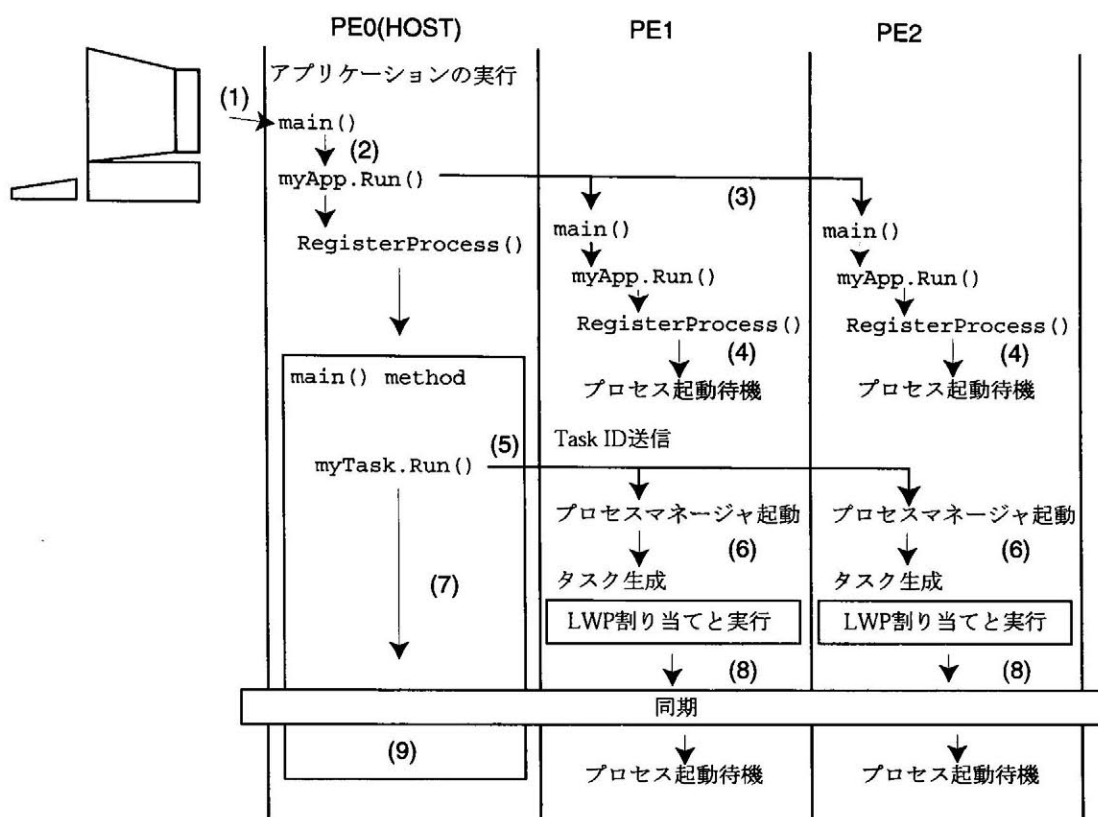 PE0(HOST)
PE1
PE2
アプリケーションの実行
(1)
main()
(2)
myApp.Run()
(3)
RegisterProcess()
main()
main()
myApp.Run()
myApp.Run()
RegisterProcess()
RegisterProcess()
(4)
(4)
main() method
プロセス起動待機
プロセス起動待機
(5)
Task ID送信
myTask.Run()
プロセスマネージャ起動
プロセスマネージャ起動
(6)
(6)
(7)
タスク生成
タスク生成
LWP割り当てと実行
LWP割り当てと実行
(8)
(8)
同期
(9)
プロセス起動待機
プロセス起動待機